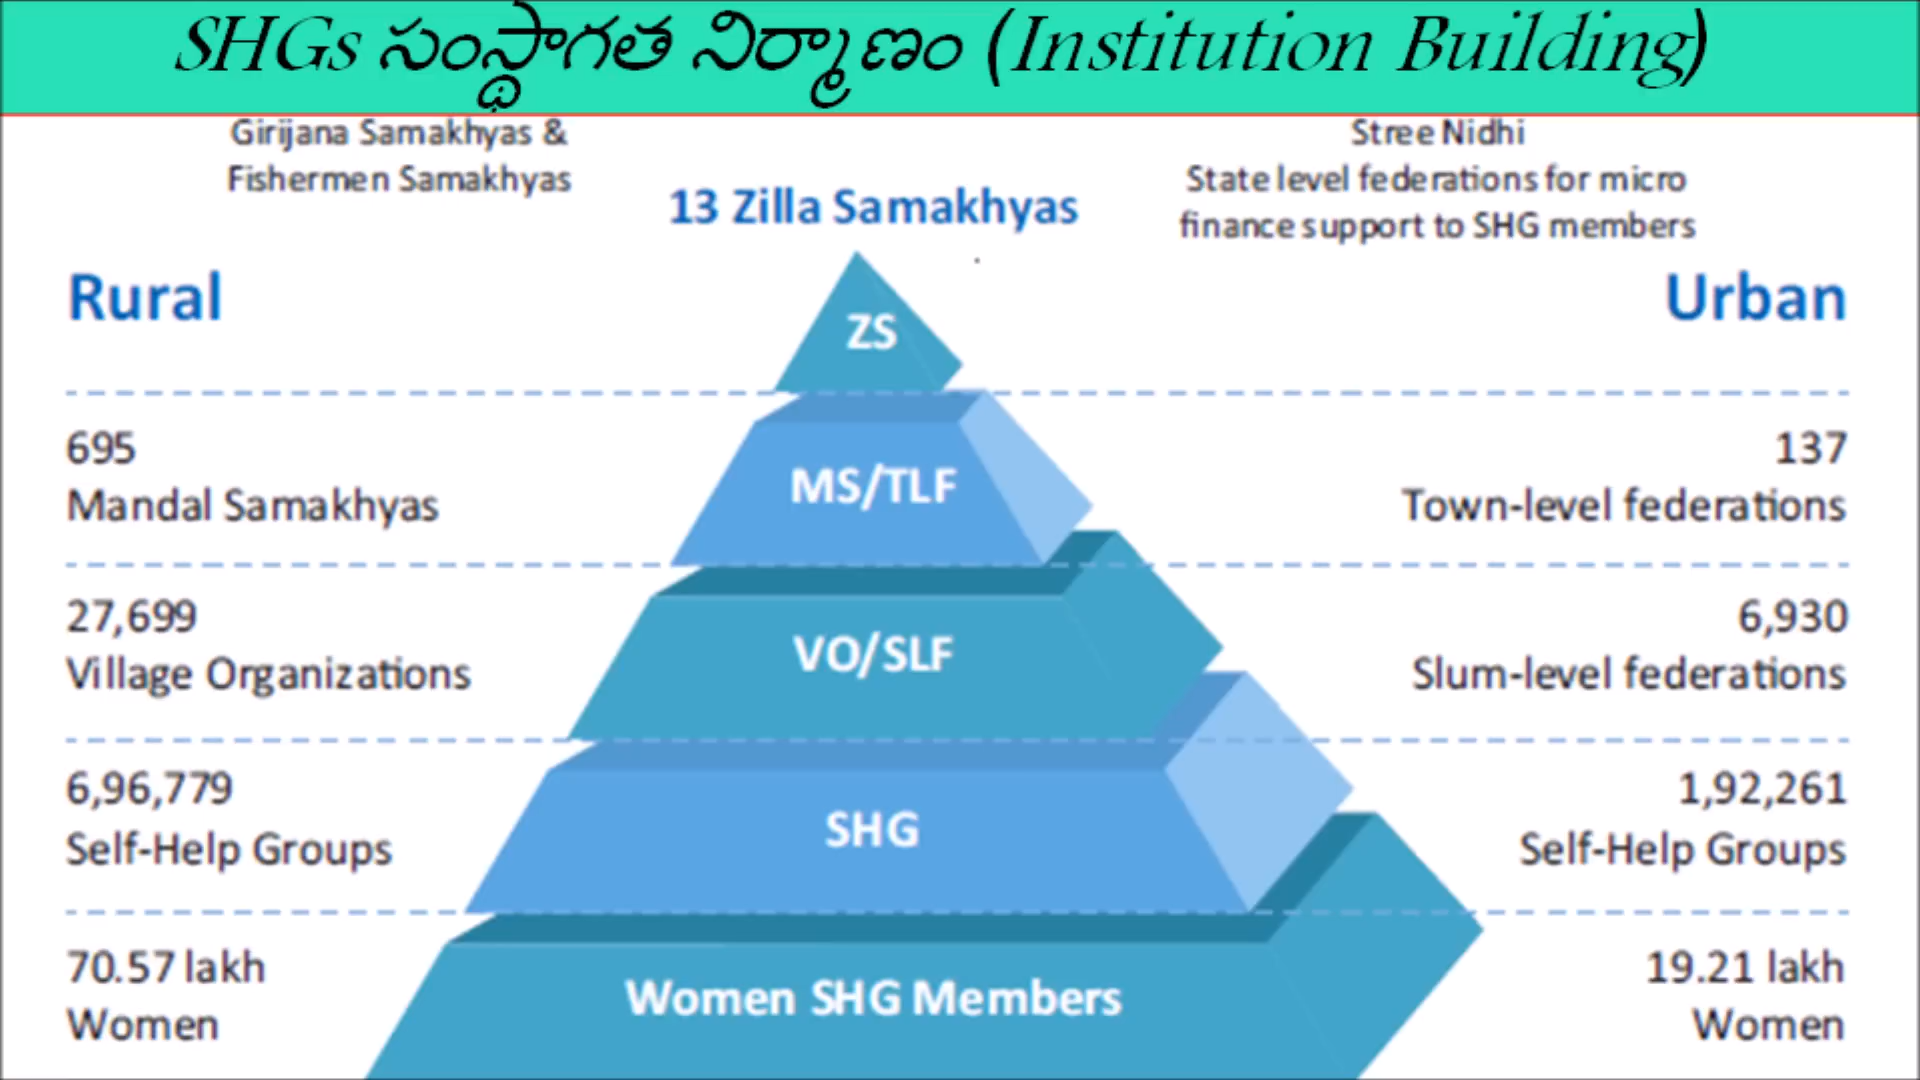 SHGs సంస్థాగత నిర్మాణం (Institution Building)
Girijana Samakhyas &
Fishermen Samakhyas
Stree Nidhi
State level federations for micro
finance support to SHG members
13 Zilla Samakhyas
Rural
Urban
ZS
695
Mandal Samakhyas
MS/TLF
137
Town-level federations
27,699
Village Organizations
VO/SLF
6,930
Slum-level federations
6,96,779
Self-Help Groups
SHG
1,92,261
Self-Help Groups
70.57 lakh
Women
Women SHG Members
19.21 lakh
Women